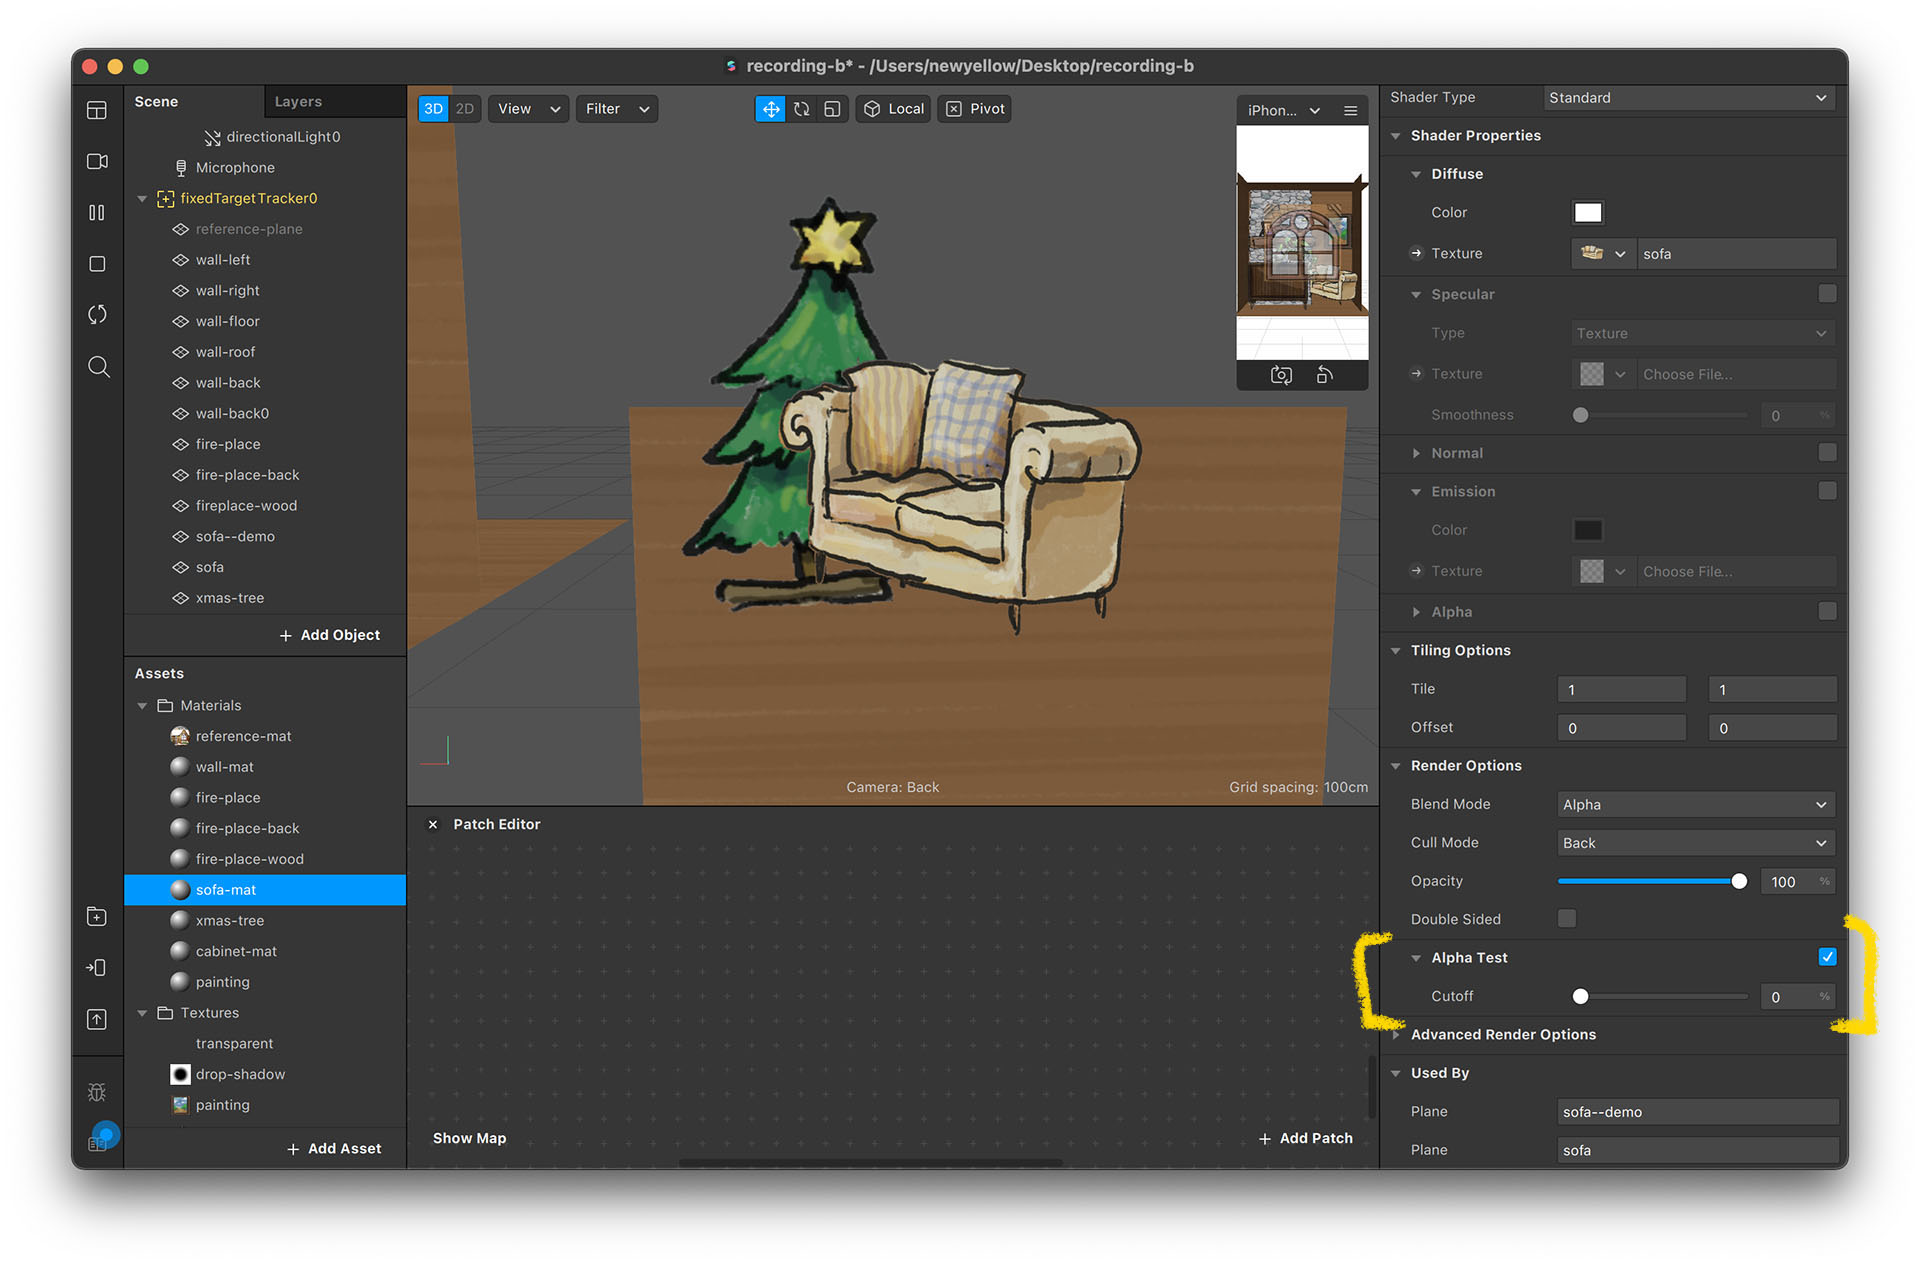 recording-b* - /Users/newyellow/Desktop/recording-b
Scene
Layers
directionalLight0
Microphone
fixedTargetTracker0
reference-plane
wall-left
wall-right
wall-floor
wall-roof
wall-back
wall-back0
fire-place
fire-place-back
fireplace-wood
sofa--demo
sofa
xmas-tree
+ Add Object
Assets
Materials
reference-mat
wall-mat
fire-place
fire-place-back
fire-place-wood
sofa-mat
xmas-tree
cabinet-mat
painting
Textures
transparent
drop-shadow
painting
+ Add Asset
3D 2D
View
Filter
Local
Pivot
iPhon...
Camera: Back
Grid spacing: 100cm
Patch Editor
Show Map
+ Add Patch
Shader Type Standard
Shader Properties
Diffuse
Color
Texture sofa
Specular
Type Texture
Texture Choose File...
Smoothness 0 %
Normal
Emission
Color
Texture Choose File...
Alpha
Tiling Options
Tile 1 1
Offset 0 0
Render Options
Blend Mode Alpha
Cull Mode Back
Opacity 100 %
Double Sided
Alpha Test
Cutoff 0 %
Advanced Render Options
Used By
Plane sofa--demo
Plane sofa